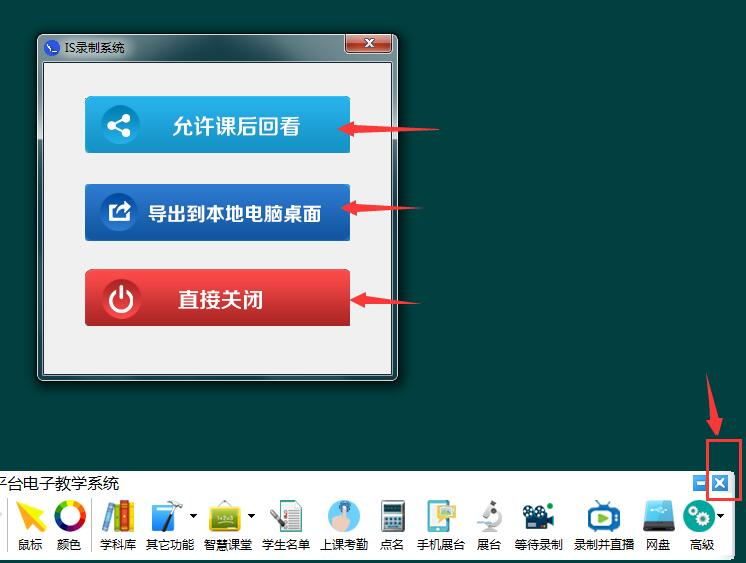 IS录制系统
允许课后回看
导出到本地电脑桌面
直接关闭
平台电子教学系统
鼠标 颜色 学科库 其它功能 智慧课堂 学生名单 上课考勤 点名 手机展台 展台 等待录制 录制并直播 网盘 高级